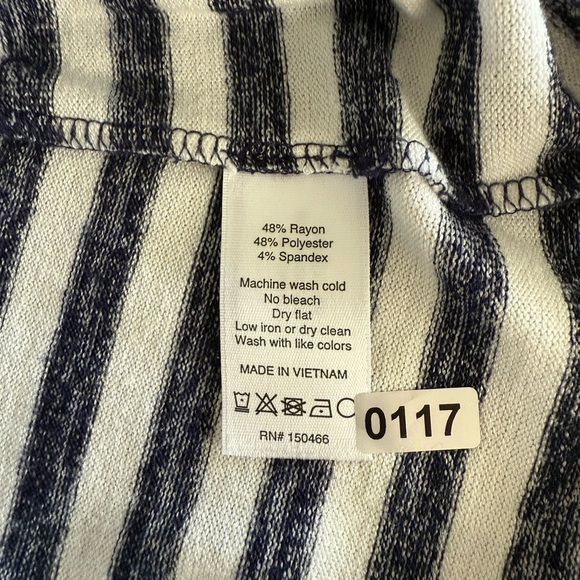 48% Rayon
48% Polyester
4% Spandex
Machine wash cold
No bleach
Dry flat
Low iron or dry clean
Wash with like colors
MADE IN VIETNAM
RN# 150466
0117